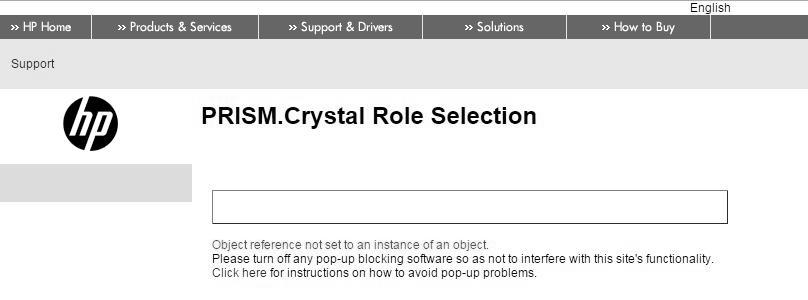 English
» HP Home » Products & Services » Support & Drivers » Solutions » How to Buy
Support
hp
PRISM.Crystal Role Selection
Object reference not set to an instance of an object.
Please turn off any pop-up blocking software so as not to interfere with this site's functionality.
Click here for instructions on how to avoid pop-up problems.